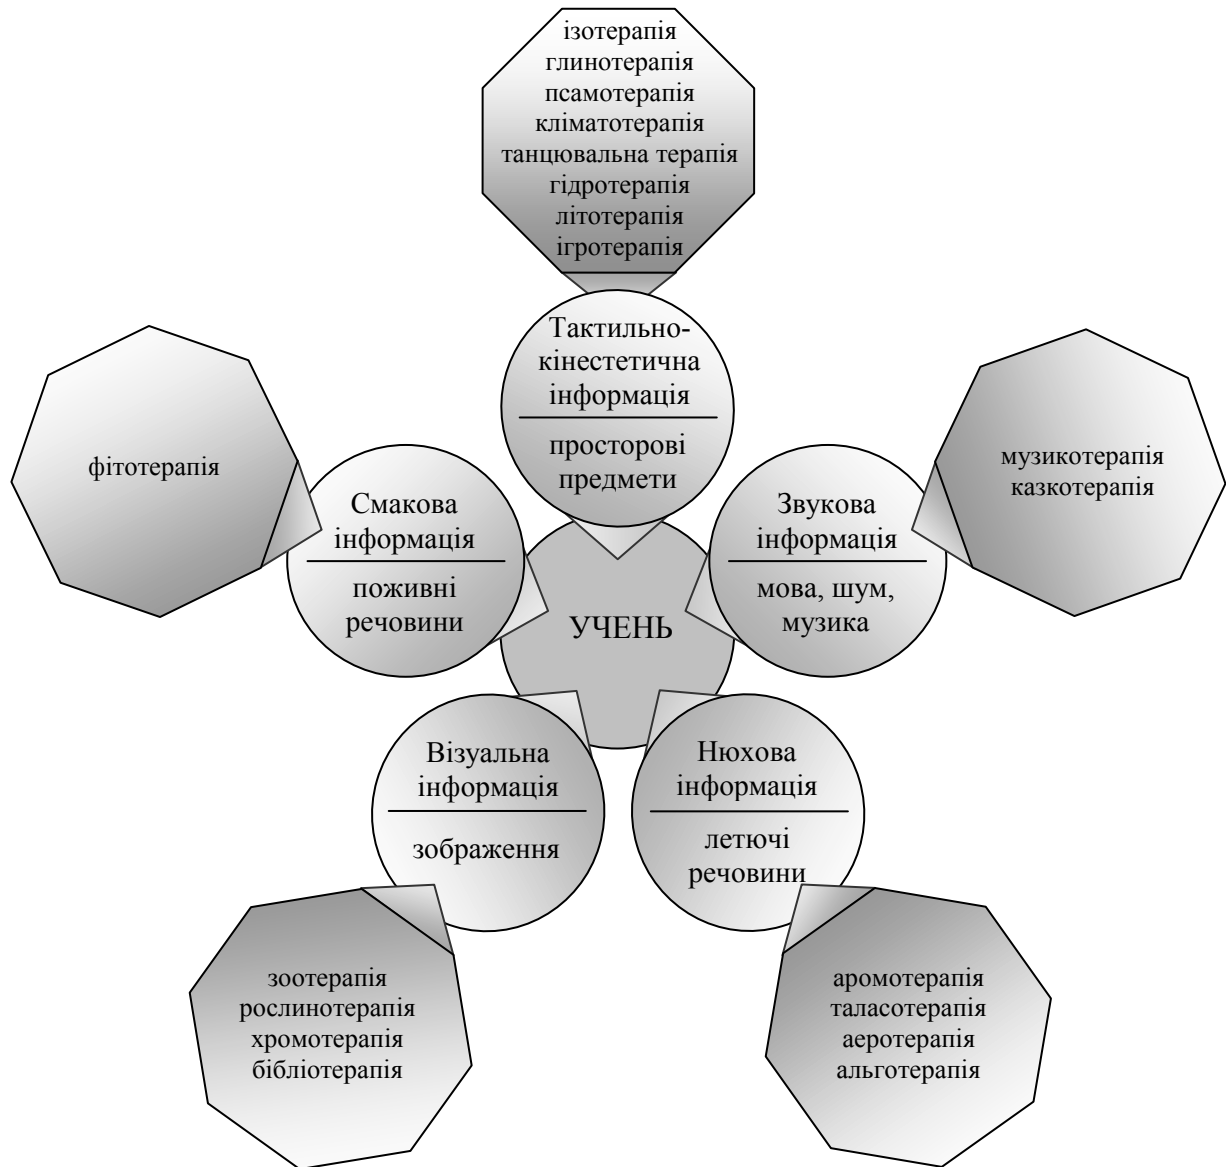 ізотерапія
глинотерапія
псамотерапія
кліматотерапія
танцювальна терапія
гідротерапія
літотерапія
ігротерапія
Тактильно-
кінестетична
інформація
просторові
предмети
фітотерапія
Смакова
інформація
поживні
речовини
музикотерапія
казкотерапія
Звукова
інформація
мова, шум,
музика
УЧЕНЬ
Візуальна
інформація
зображення
Нюхова
інформація
летючі
речовини
зоотерапія
рослинотерапія
хромотерапія
бібліотерапія
аромотерапія
таласотерапія
аеротерапія
альготерапія